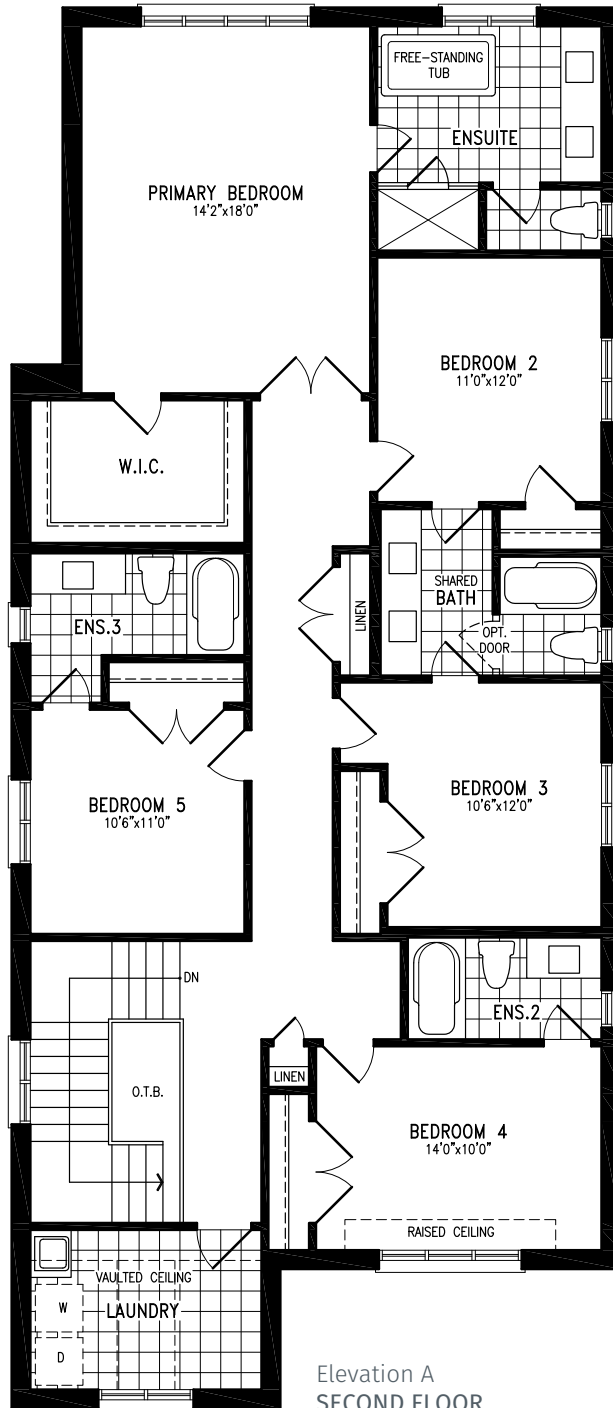 FREE-STANDING
TUB
ENSUITE
PRIMARY BEDROOM
14'2"x18'0"
BEDROOM 2
11'0"x12'0"
W.I.C.
SHARED
BATH
LINEN
OPT.
DOOR
ENS.3
BEDROOM 3
10'6"x12'0"
BEDROOM 5
10'6"x11'0"
DN
ENS.2
LINEN
O.T.B.
BEDROOM 4
14'0"x10'0"
RAISED CEILING
VAULTED CEILING
LAUNDRY
W
D
Elevation A
SECOND FLOOR